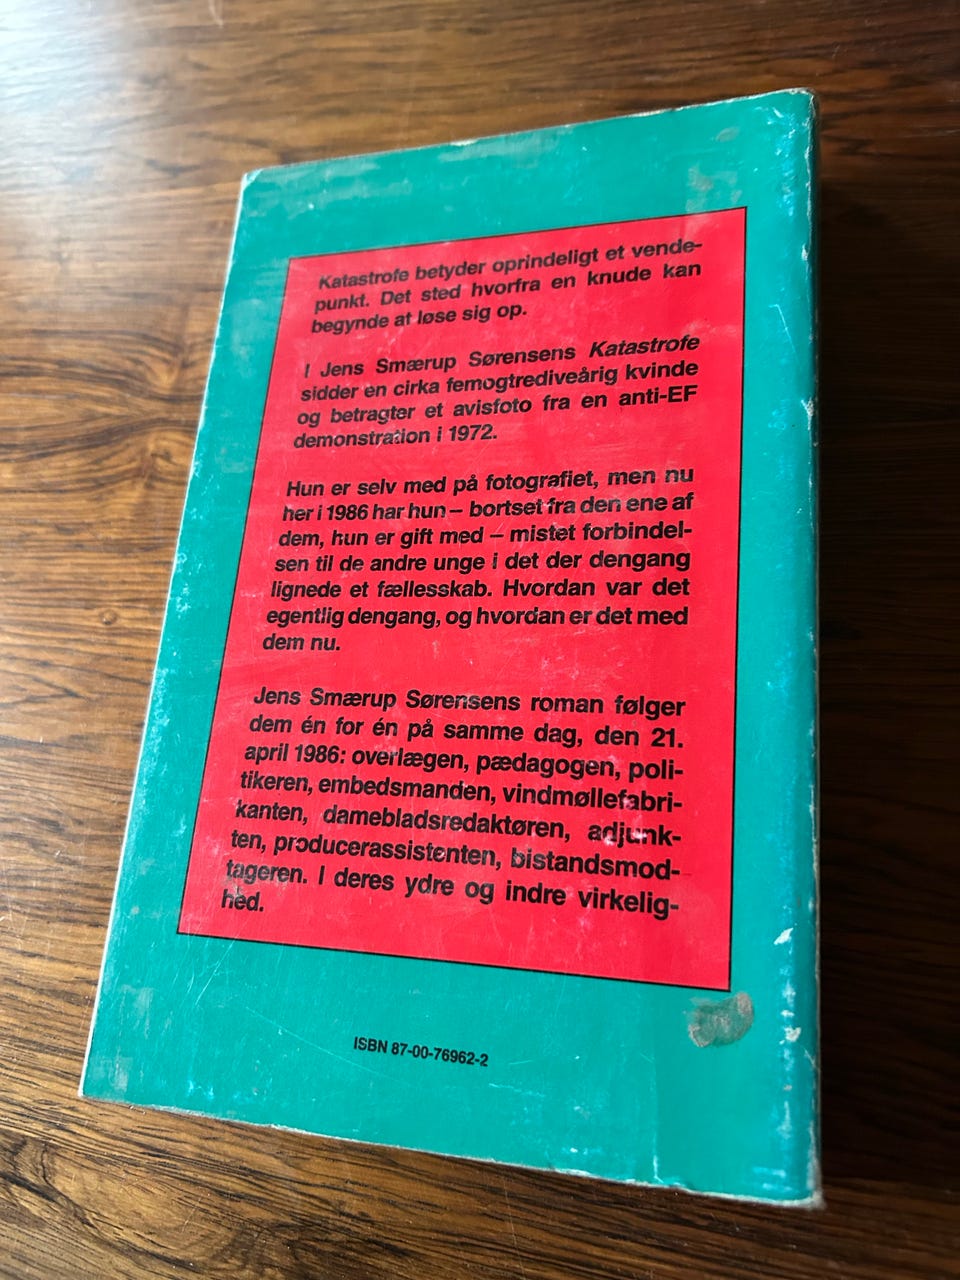 Katastrofe betyder oprindeligt et vende-
punkt. Det sted hvorfra en knude kan
begynde at løse sig op.
I Jens Smærup Sørensens Katastrofe
sidder en cirka femogtrediveårig kvinde
og betragter et avisfoto fra en anti-EF
demonstration i 1972.
Hun er selv med på fotografiet, men nu
her i 1986 har hun – bortset fra den ene af
dem, hun er gift med – mistet forbindel-
sen til de andre unge i det der dengang
lignede et fællesskab. Hvordan var det
egentlig dengang, og hvordan er det med
dem nu.
Jens Smærup Sørensens roman følger
dem én for én på samme dag, den 21.
april 1986: overlægen, pædagogen, poli-
tikeren, embedsmanden, vindmøllefabri-
kanten, damebladsredaktøren, adjunk-
ten, producerassistenten, bistandsmod-
tageren. I deres ydre og indre virkelig-
hed.
ISBN 87-00-76962-2